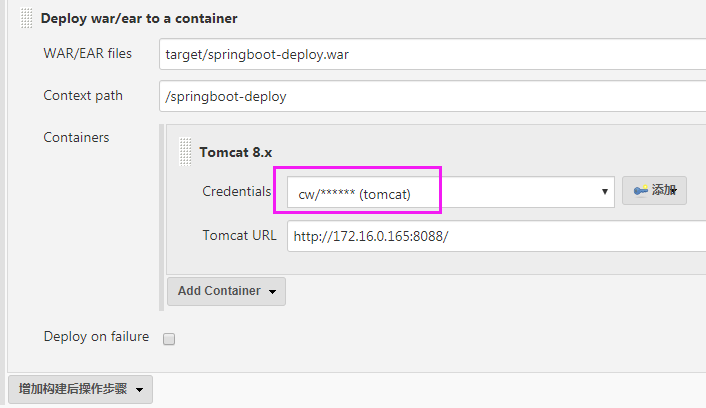 Deploy war/ear to a container
WAR/EAR files target/springboot-deploy.war
Context path /springboot-deploy
Containers
Tomcat 8.x
Credentials cw/****** (tomcat) 添加
Tomcat URL http://172.16.0.165:8088/
Add Container
Deploy on failure
增加构建后操作步骤